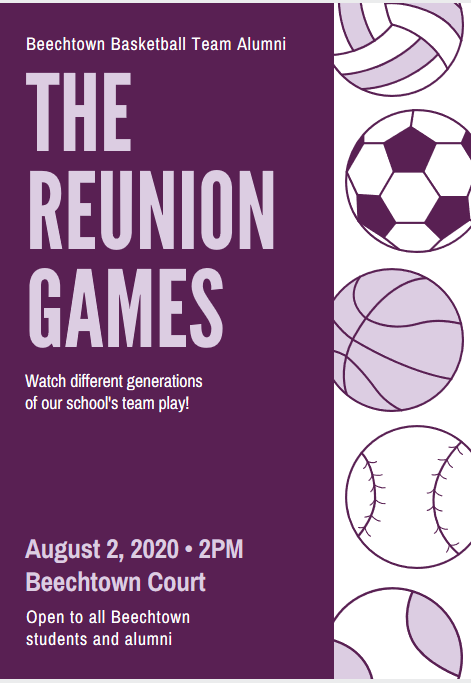 Beechtown Basketball Team Alumni
THE
REUNION
GAMES
Watch different generations
of our school's team play!
August 2, 2020 • 2PM
Beechtown Court
Open to all Beechtown
students and alumni